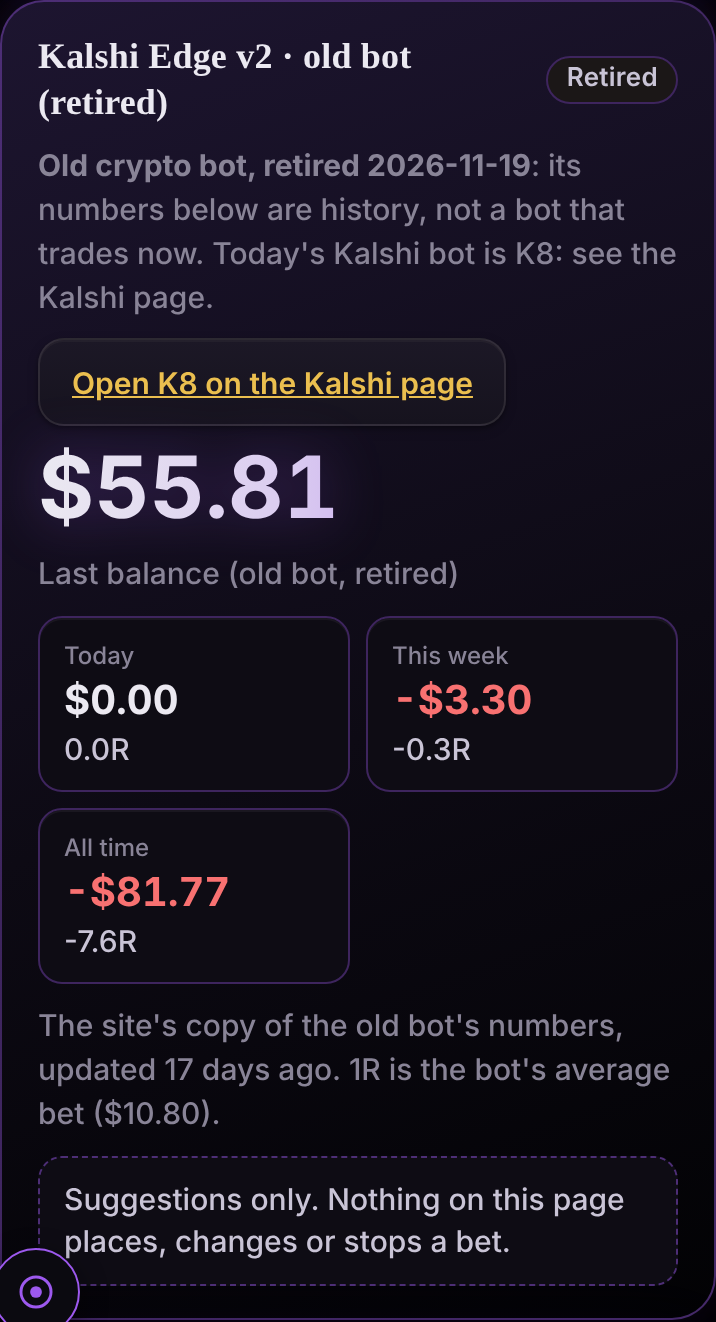 Kalshi Edge v2 · old bot
(retired)
Retired
Old crypto bot, retired 2026-11-19: its
numbers below are history, not a bot that
trades now. Today's Kalshi bot is K8: see the
Kalshi page.
Open K8 on the Kalshi page
$55.81
Last balance (old bot, retired)
Today
$0.00
0.0R
This week
-$3.30
-0.3R
All time
-$81.77
-7.6R
The site's copy of the old bot's numbers,
updated 17 days ago. 1R is the bot's average
bet ($10.80).
Suggestions only. Nothing on this page
places, changes or stops a bet.